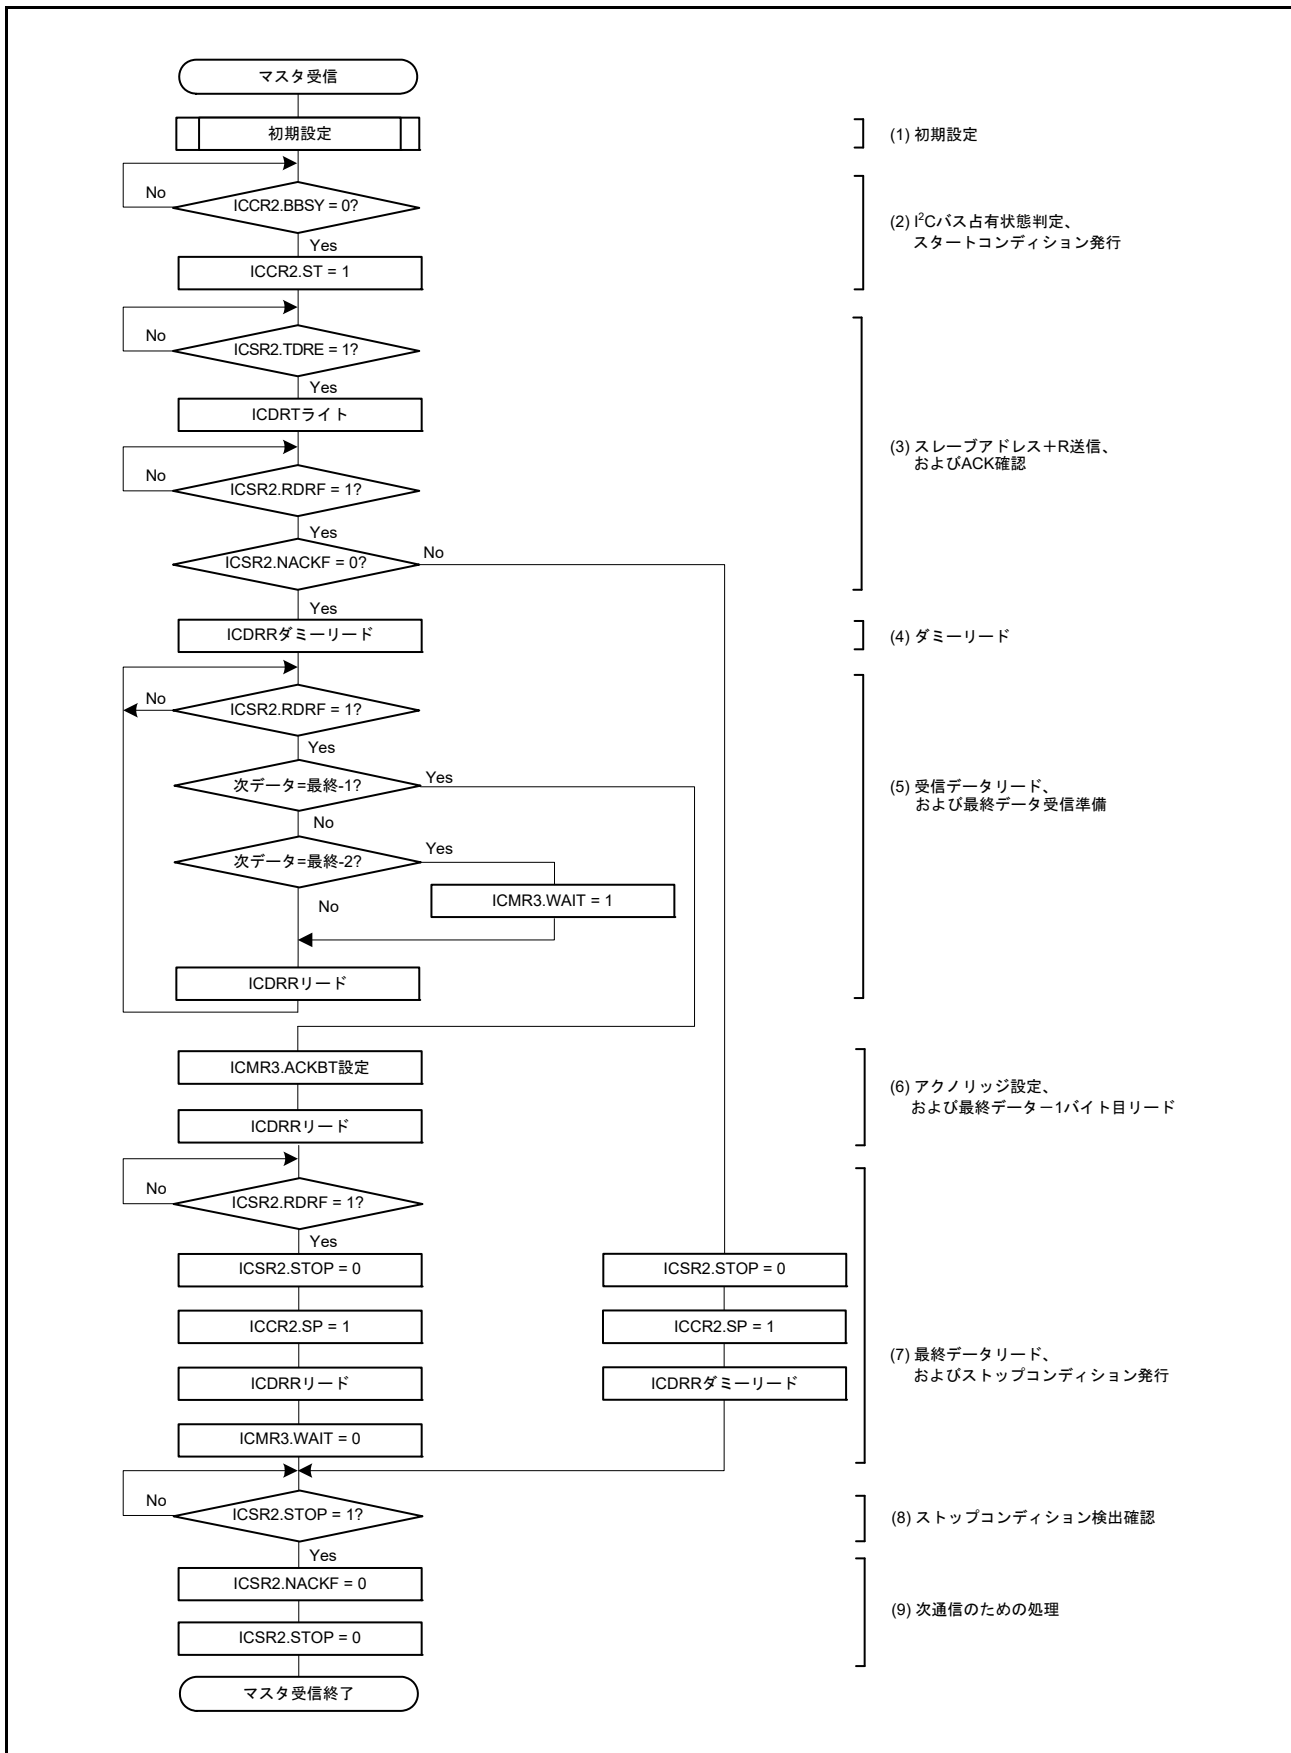 マスタ受信
初期設定
(1) 初期設定
No
ICCR2.BBSY = 0?
Yes
ICCR2.ST = 1
(2) I²Cバス占有状態判定、
スタートコンディション発行
No
ICSR2.TDRE = 1?
Yes
ICDRTライト
No
ICSR2.RDRF = 1?
Yes
ICSR2.NACKF = 0?
No
Yes
(3) スレーブアドレス＋R送信、
およびACK確認
ICDRRダミーリード
(4) ダミーリード
No
ICSR2.RDRF = 1?
Yes
次データ=最終-1?
Yes
No
次データ=最終-2?
Yes
ICMR3.WAIT = 1
No
ICDRRリード
(5) 受信データリード、
および最終データ受信準備
ICMR3.ACKBT設定
ICDRRリード
(6) アクノリッジ設定、
および最終データー1バイト目リード
No
ICSR2.RDRF = 1?
Yes
ICSR2.STOP = 0
ICCR2.SP = 1
ICDRRリード
ICMR3.WAIT = 0
ICSR2.STOP = 0
ICCR2.SP = 1
ICDRRダミーリード
(7) 最終データリード、
およびストップコンディション発行
No
ICSR2.STOP = 1?
Yes
(8) ストップコンディション検出確認
ICSR2.NACKF = 0
ICSR2.STOP = 0
(9) 次通信のための処理
マスタ受信終了